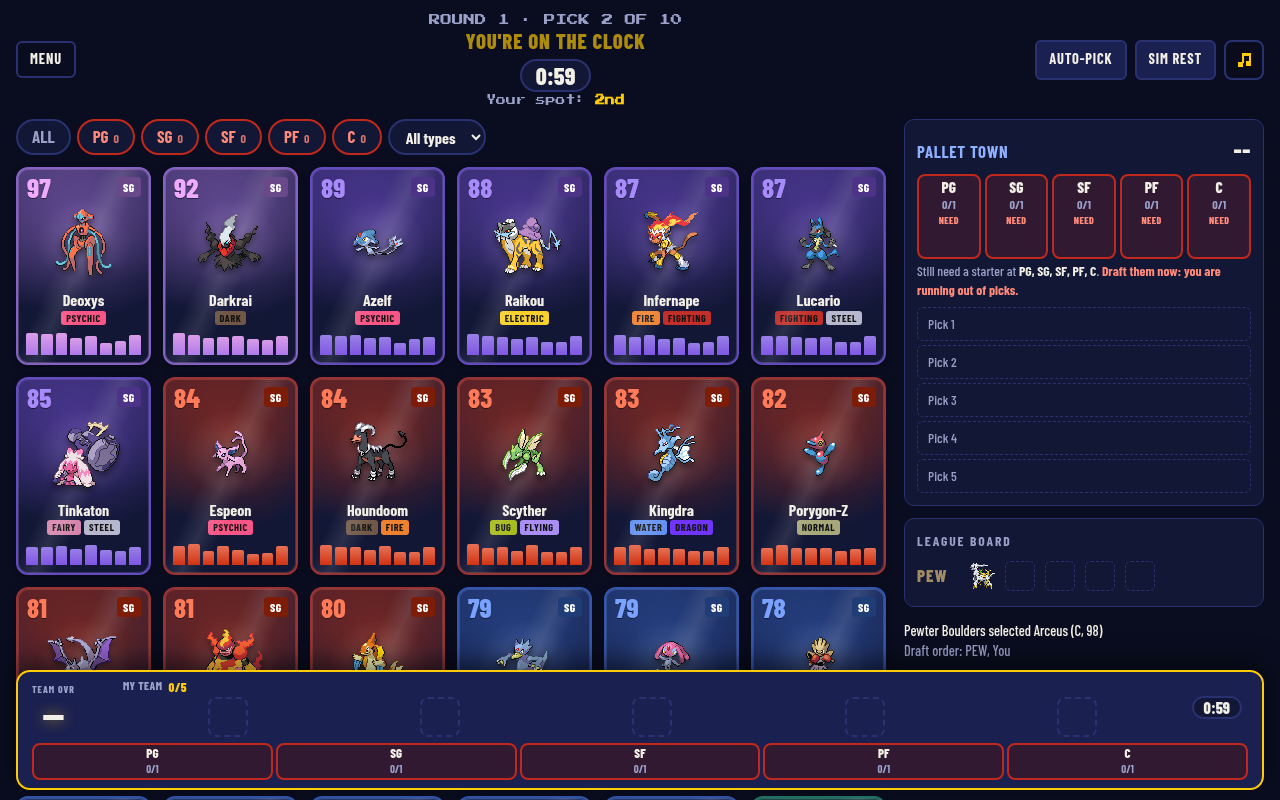 ROUND 1 · PICK 2 OF 10
MENU
YOU'RE ON THE CLOCK
0:59
Your spot: 2nd
AUTO-PICK
SIM REST
ALL
PG 0
SG 0
SF 0
PF 0
C 0
All types
97 SG
Deoxys
PSYCHIC
92 SG
Darkrai
DARK
89 SG
Azelf
PSYCHIC
88 SG
Raikou
ELECTRIC
87 SG
Infernape
FIRE FIGHTING
87 SG
Lucario
FIGHTING STEEL
85 SG
Tinkaton
FAIRY STEEL
84 SG
Espeon
PSYCHIC
84 SG
Houndoom
DARK FIRE
83 SG
Scyther
BUG FLYING
83 SG
Kingdra
WATER DRAGON
82 SG
Porygon-Z
NORMAL
81 SG
81 SG
80 SG
79 SG
79 SG
78 SG
PALLET TOWN --
PG
0/1
NEED
SG
0/1
NEED
SF
0/1
NEED
PF
0/1
NEED
C
0/1
NEED
Still need a starter at PG, SG, SF, PF, C. Draft them now: you are
running out of picks.
Pick 1
Pick 2
Pick 3
Pick 4
Pick 5
LEAGUE BOARD
PEW
Pewter Boulders selected Arceus (C, 98)
Draft order: PEW, You
TEAM OVR
—
MY TEAM 0/5
0:59
PG
0/1
SG
0/1
SF
0/1
PF
0/1
C
0/1